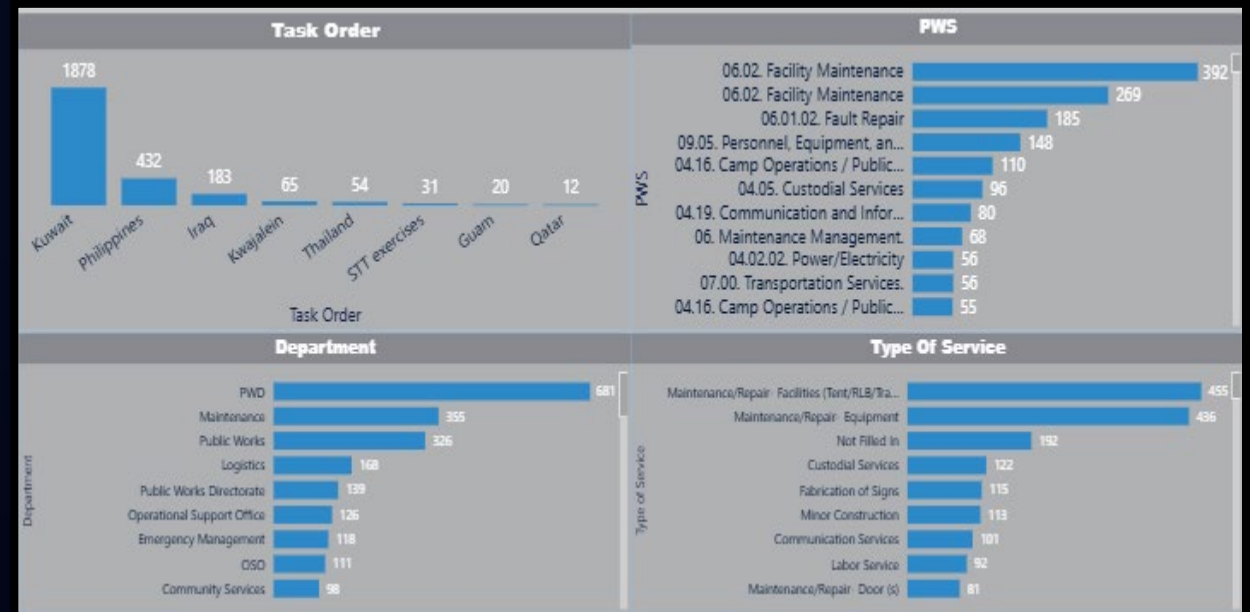 Task Order
1878
432
183
65
54
31
20
12
Kuwait
Philippines
Iraq
Kwajalein
Thailand
STT exercises
Guam
Qatar
Task Order
PWS
PWS
06.02. Facility Maintenance 392
06.02. Facility Maintenance 269
06.01.02. Fault Repair 185
09.05. Personnel, Equipment, an... 148
04.16. Camp Operations / Public... 110
04.05. Custodial Services 96
04.19. Communication and Infor... 80
06. Maintenance Management. 68
04.02.02. Power/Electricity 56
07.00. Transportation Services. 56
04.16. Camp Operations / Public... 55
Department
Department
PWD 681
Maintenance 355
Public Works 326
Logistics 168
Public Works Directorate 139
Operational Support Office 126
Emergency Management 118
OSO 111
Community Services 98
Type Of Service
Type of Service
Maintenance/Repair Facilities (Tent/RLB/Tra... 455
Maintenance/Repair Equipment 436
Not Filled In 192
Custodial Services 122
Fabrication of Signs 115
Minor Construction 113
Communication Services 101
Labor Service 92
Maintenance/Repair Door (s) 81